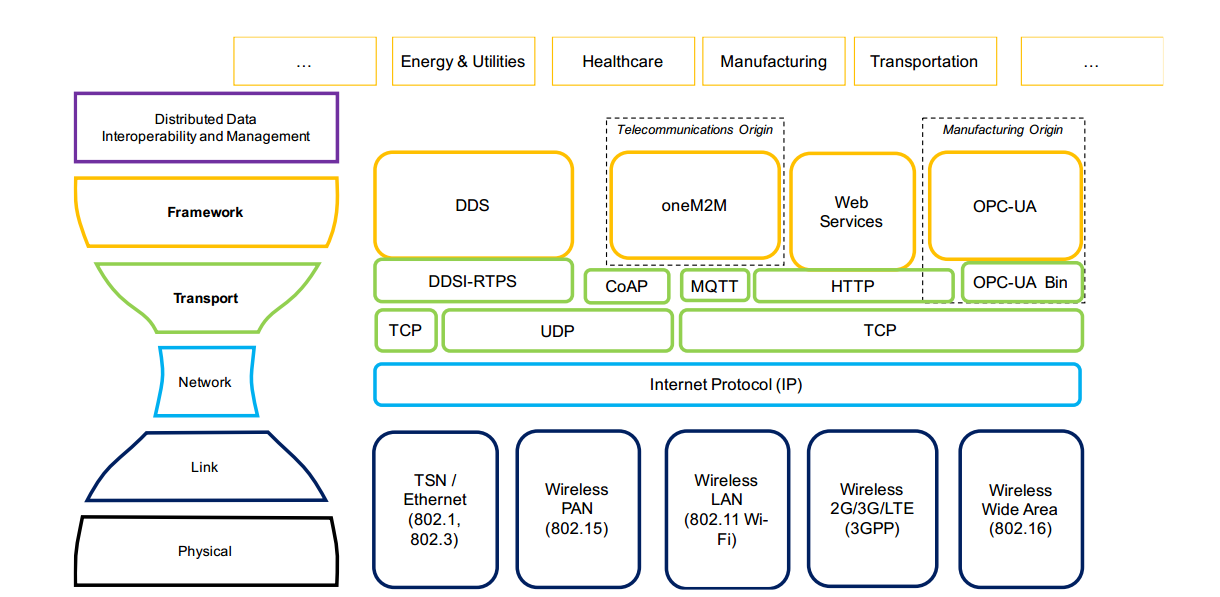 ...
Energy & Utilities
Healthcare
Manufacturing
Transportation
...
Distributed Data
Interoperability and Management
Telecommunications Origin
Manufacturing Origin
Framework
DDS
oneM2M
Web
Services
OPC-UA
Transport
DDSI-RTPS
CoAP
MQTT
HTTP
OPC-UA Bin
TCP
UDP
TCP
Network
Internet Protocol (IP)
Link
TSN /
Ethernet
(802.1,
802.3)
Wireless
PAN
(802.15)
Wireless
LAN
(802.11 Wi-
Fi)
Wireless
2G/3G/LTE
(3GPP)
Wireless
Wide Area
(802.16)
Physical